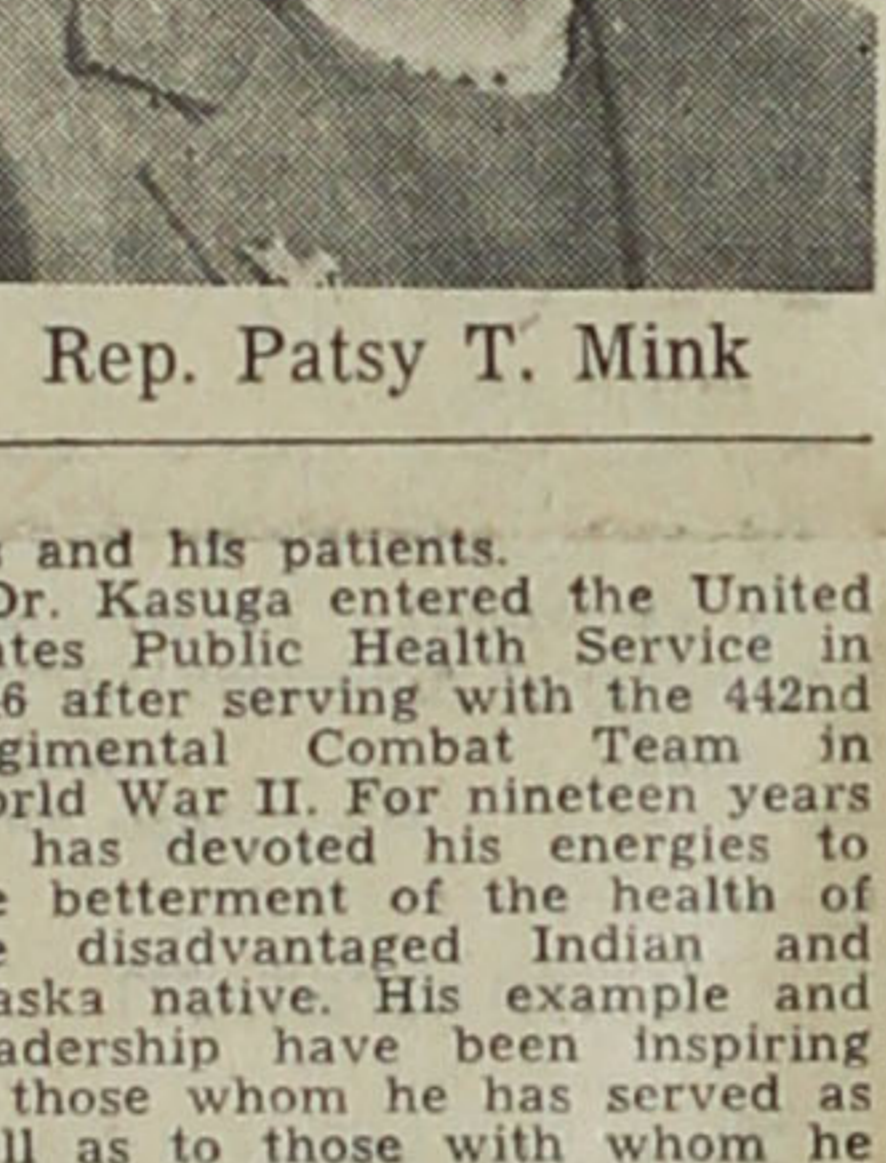 Rep. Patsy T. Mink
s and his patients.
Dr. Kasuga entered the United
ates Public Health Service in
6 after serving with the 442nd
gimental Combat Team in
orld War II. For nineteen years
has devoted his energies to
e betterment of the health of
e disadvantaged Indian and
aska native. His example and
adership have been inspiring
those whom he has served as
ll as to those with whom he